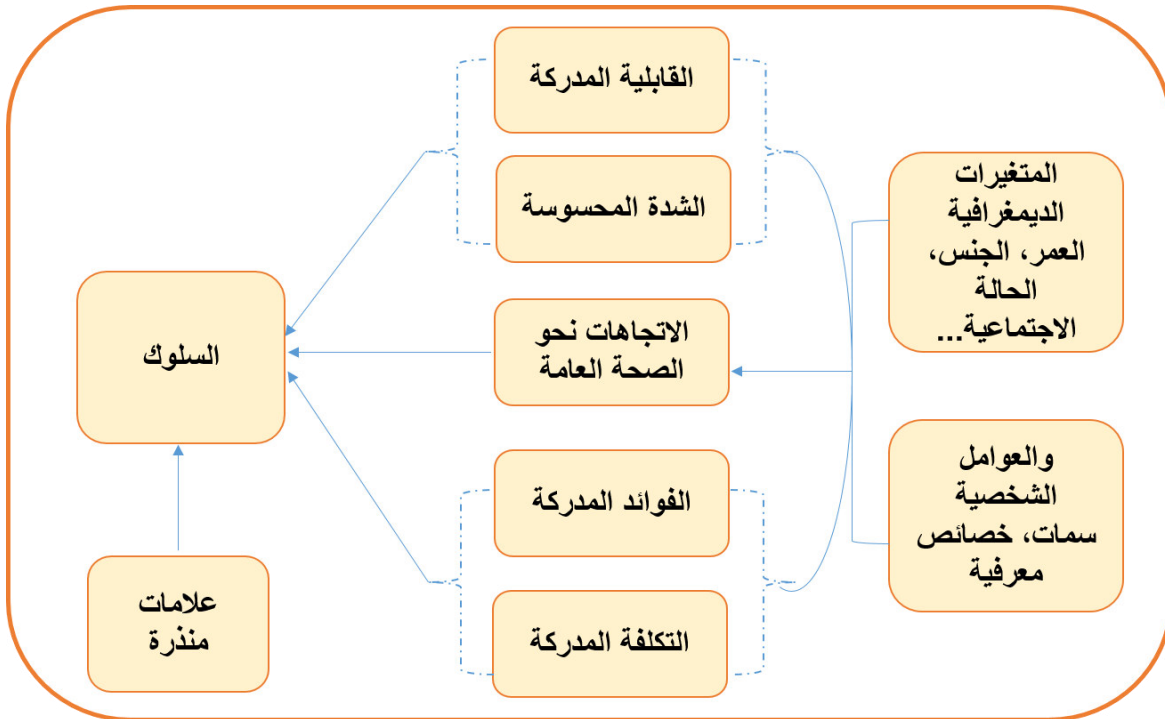 المتغيرات
الديمغرافية
العمر، الجنس،
الحالة
الاجتماعية...
والعوامل
الشخصية
سمات، خصائص
معرفية
القابلية المدركة
الشدة المحسوسة
الاتجاهات نحو
الصحة العامة
الفوائد المدركة
التكلفة المدركة
السلوك
علامات
منذرة